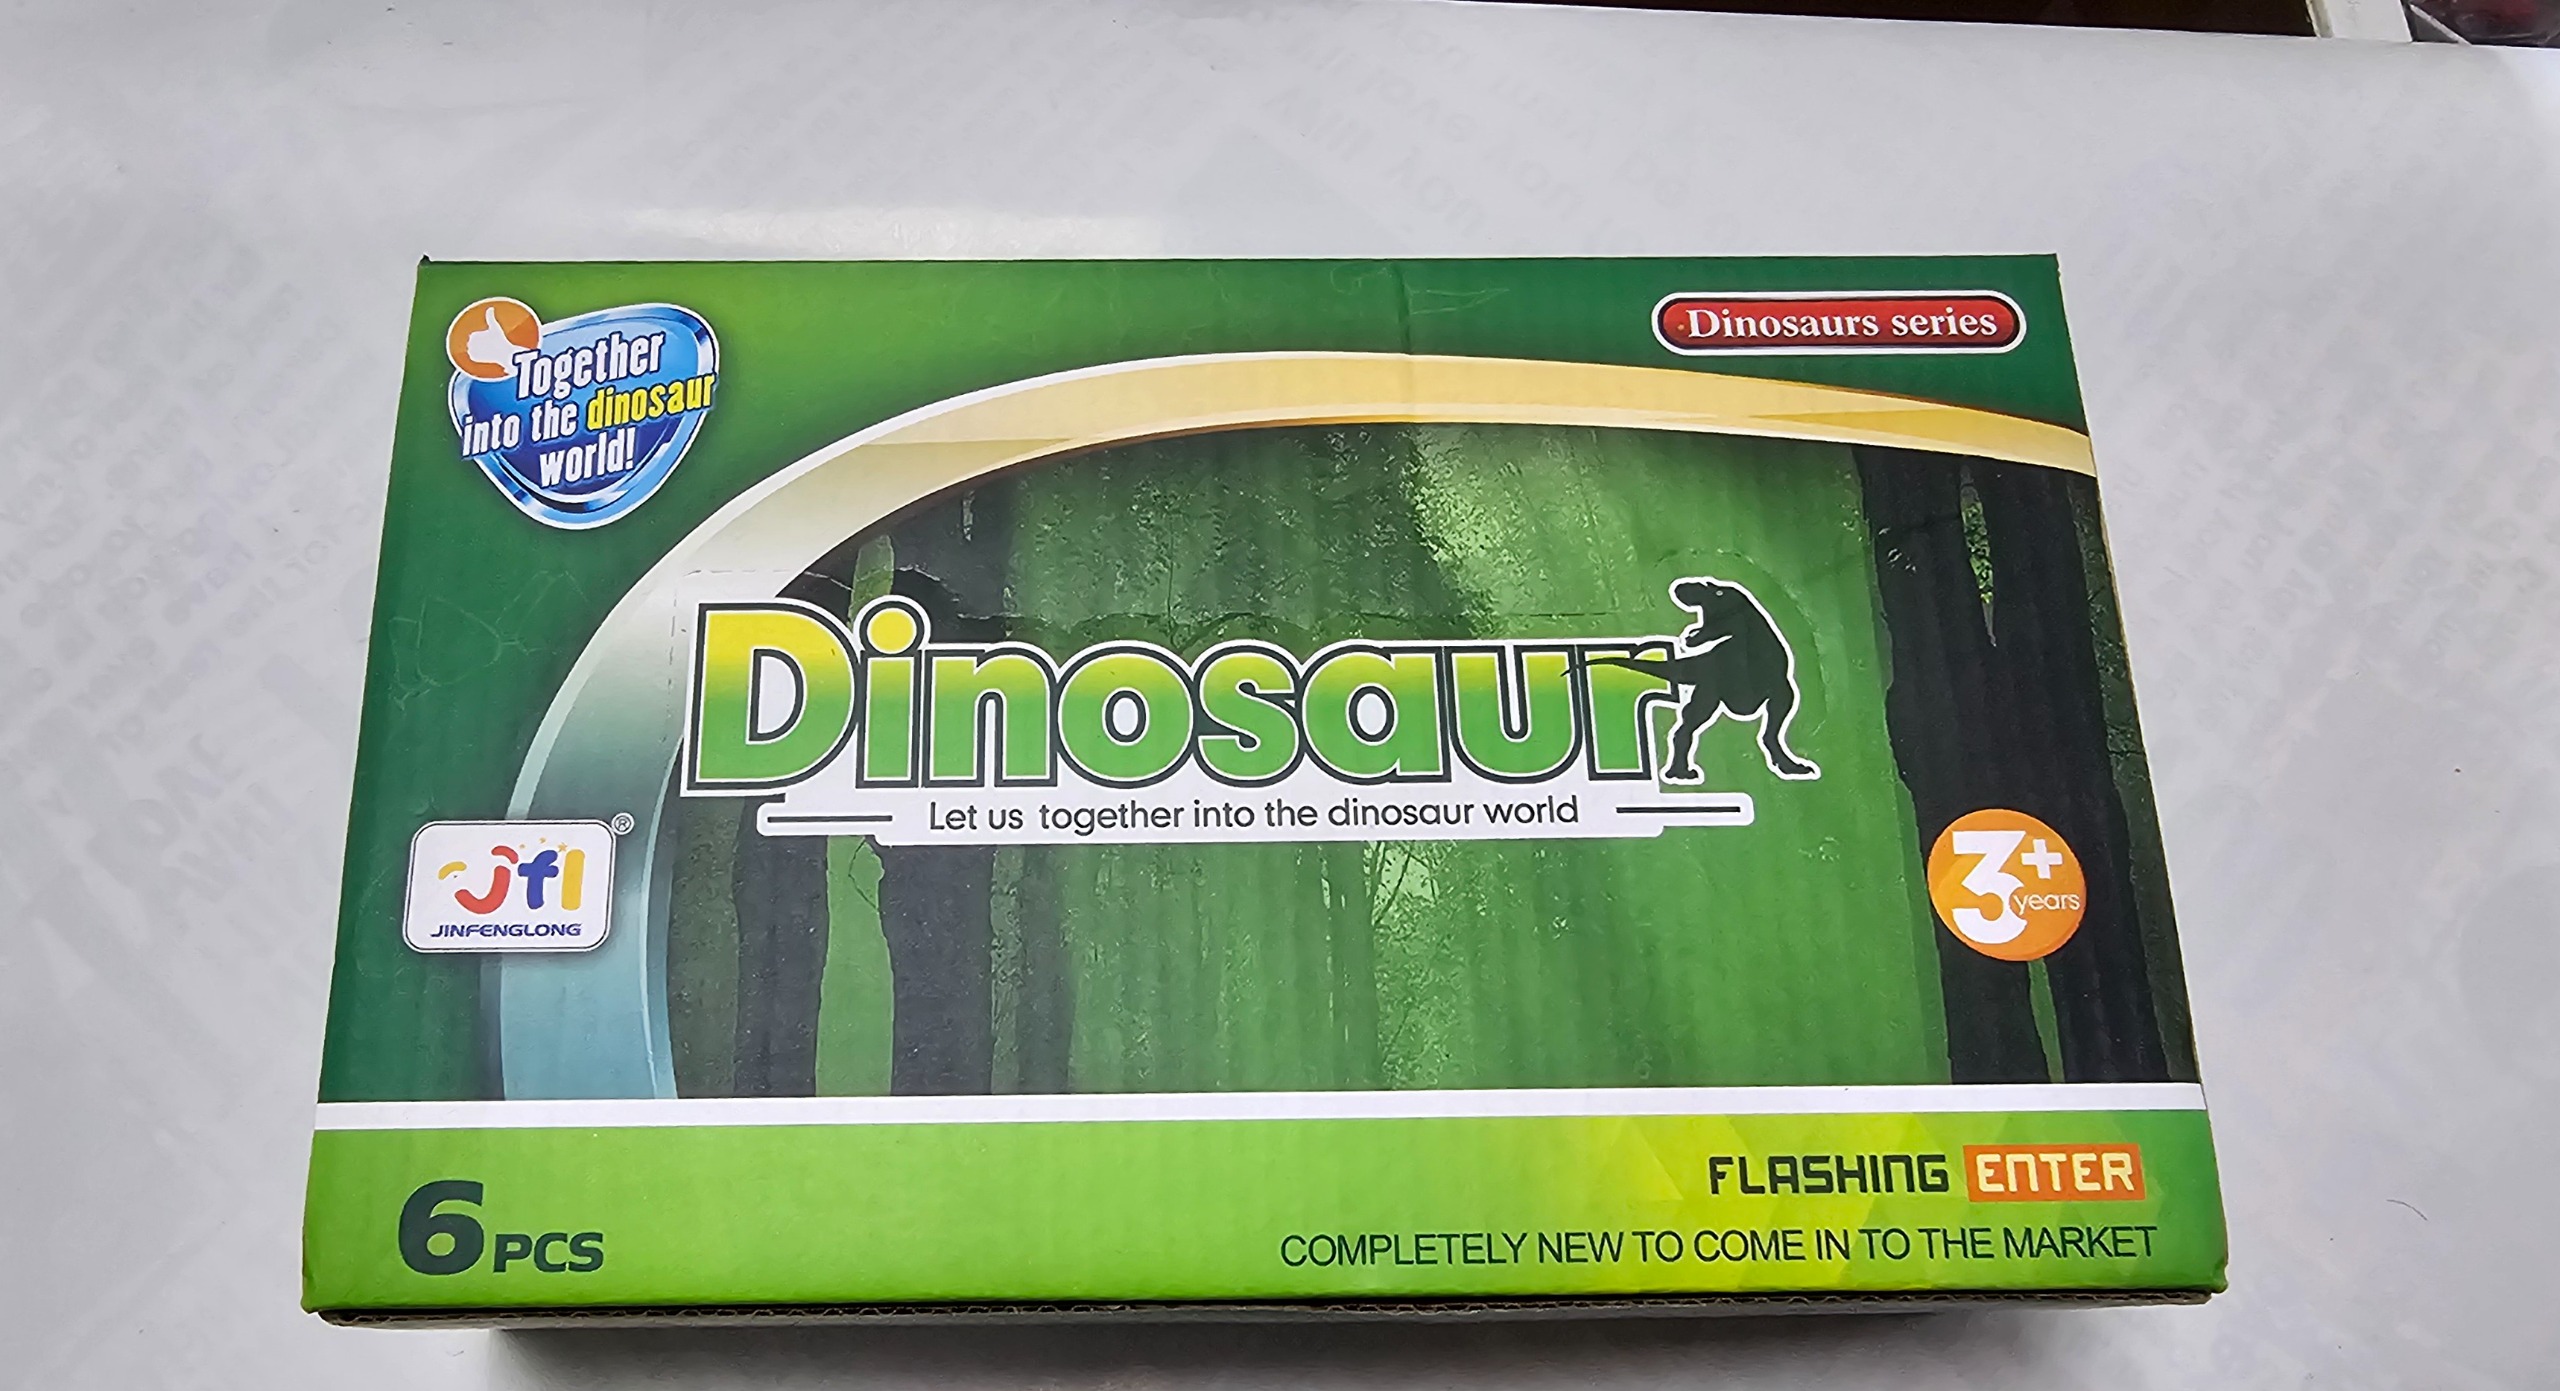 Together
into the dinosaur
world!
Dinosaurs series
Dinosaur
Let us together into the dinosaur world
jfl
®
JINFENGLONG
3+
years
FLASHING ENTER
6PCS
COMPLETELY NEW TO COME IN TO THE MARKET